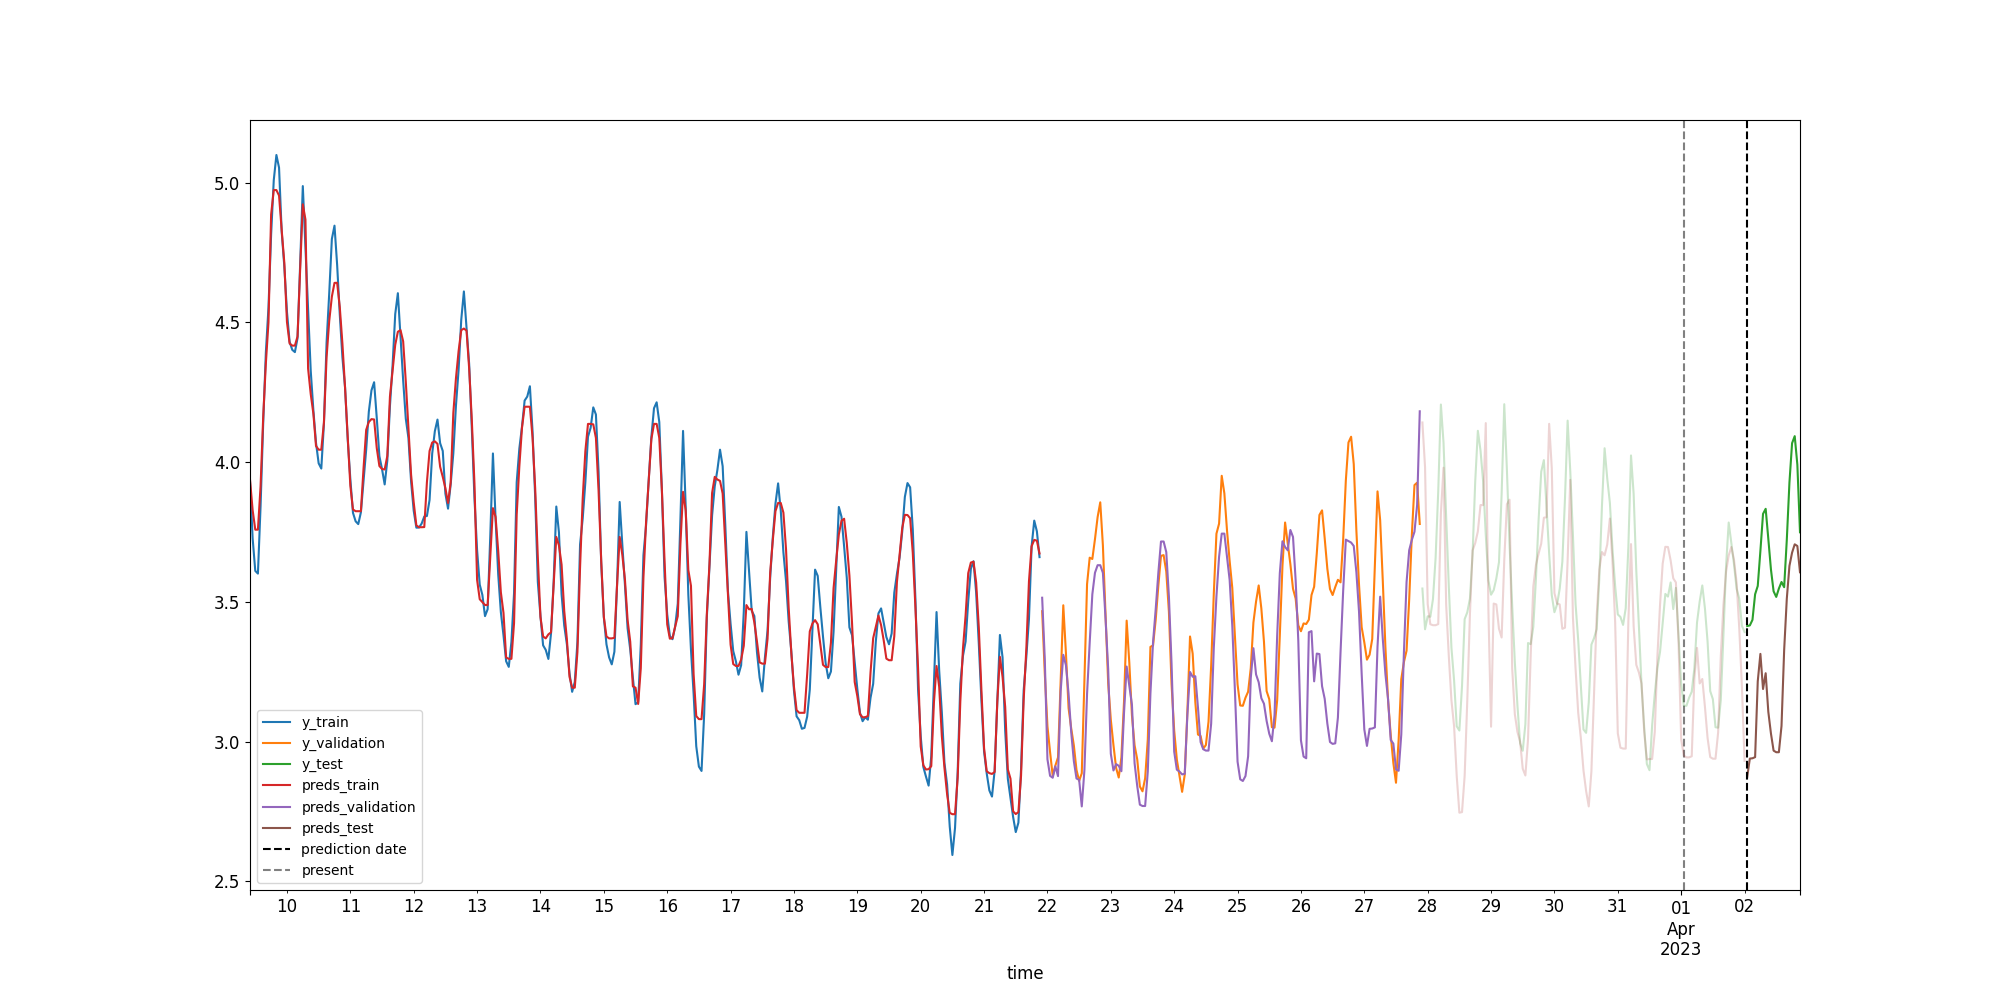 5.0
4.5
4.0
3.5
3.0
2.5
y_train
y_validation
y_test
preds_train
preds_validation
preds_test
prediction date
present
10 11 12 13 14 15 16 17 18 19 20 21 22 23 24 25 26 27 28 29 30 31 01 02
Apr
2023
time